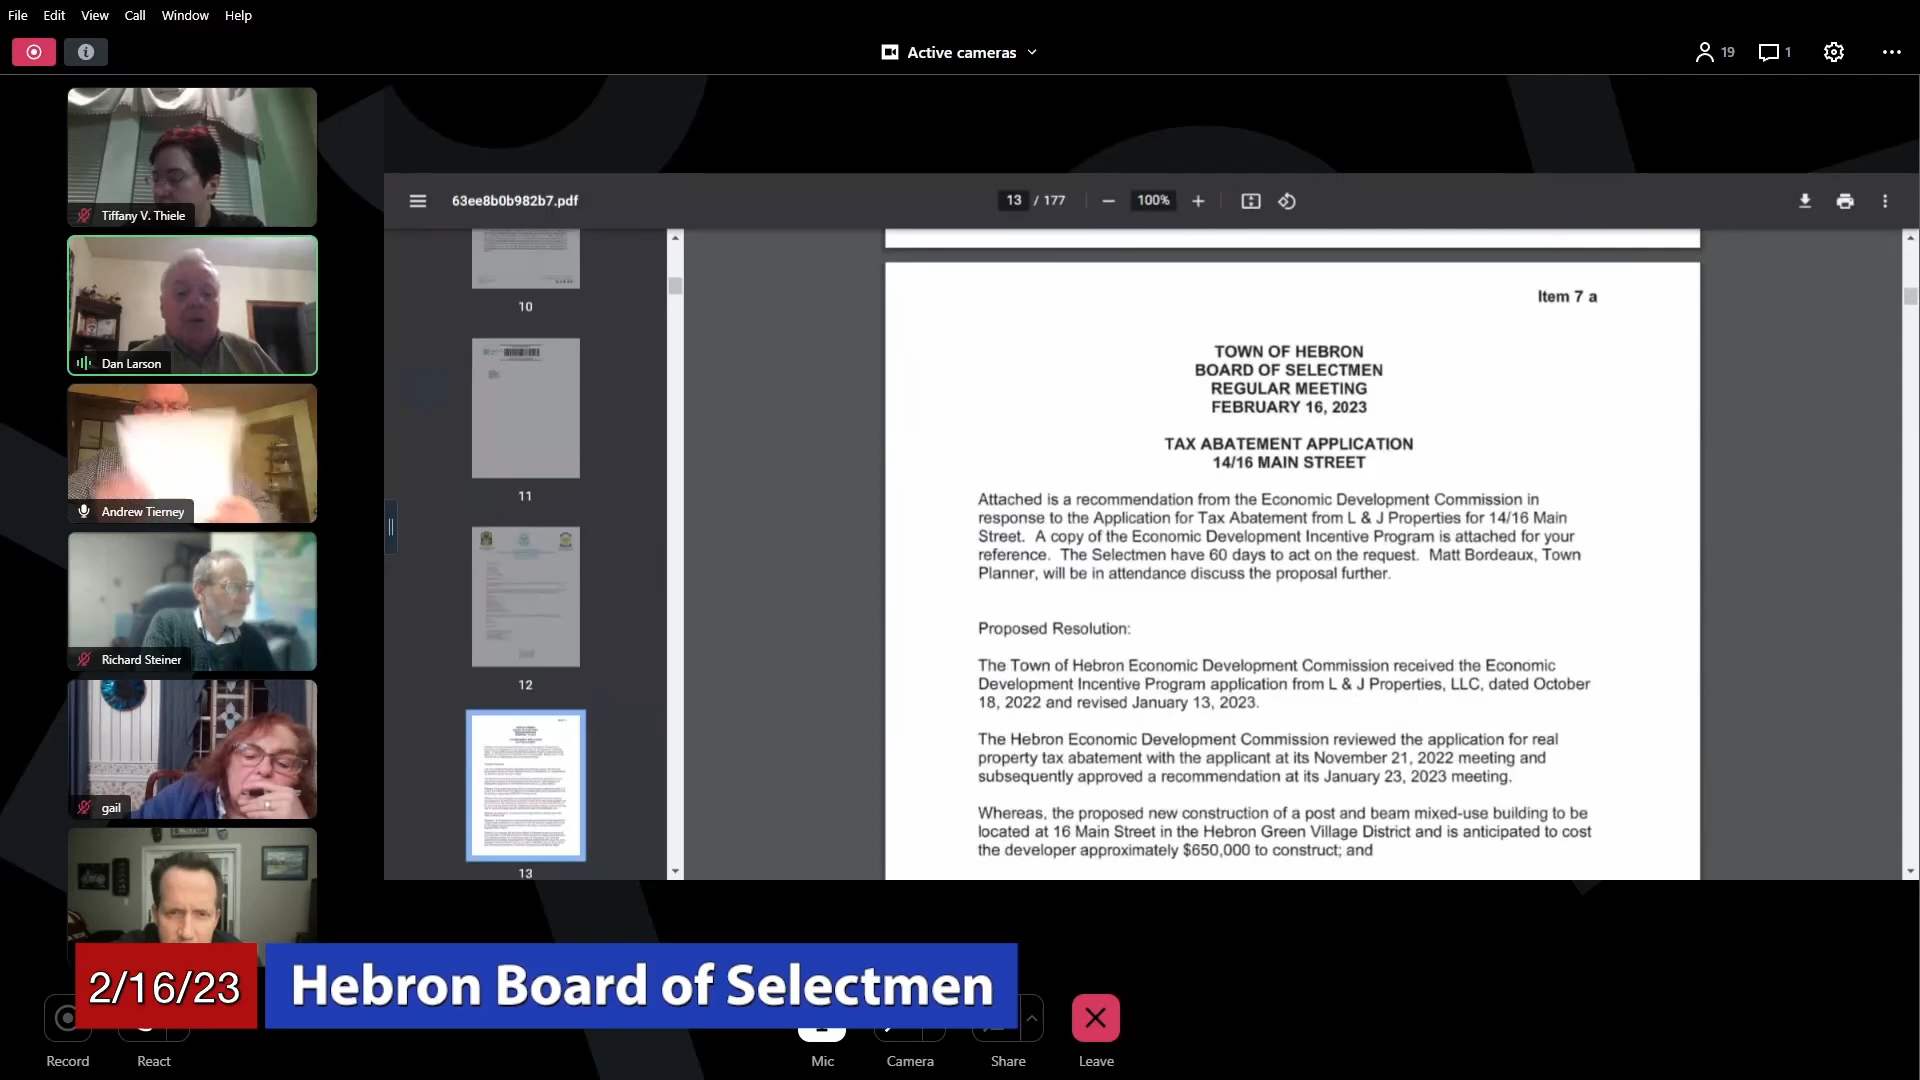 File Edit View Call Window Help
Active cameras
19
1
Tiffany V. Thiele
Dan Larson
Andrew Tierney
Richard Steiner
gail
63ee8b0b982b7.pdf
13 / 177
100%
10
11
12
13
Item 7 a
TOWN OF HEBRON
BOARD OF SELECTMEN
REGULAR MEETING
FEBRUARY 16, 2023
TAX ABATEMENT APPLICATION
14/16 MAIN STREET
Attached is a recommendation from the Economic Development Commission in
response to the Application for Tax Abatement from L & J Properties for 14/16 Main
Street. A copy of the Economic Development Incentive Program is attached for your
reference. The Selectmen have 60 days to act on the request. Matt Bordeaux, Town
Planner, will be in attendance discuss the proposal further.
Proposed Resolution:
The Town of Hebron Economic Development Commission received the Economic
Development Incentive Program application from L & J Properties, LLC, dated October
18, 2022 and revised January 13, 2023.
The Hebron Economic Development Commission reviewed the application for real
property tax abatement with the applicant at its November 21, 2022 meeting and
subsequently approved a recommendation at its January 23, 2023 meeting.
Whereas, the proposed new construction of a post and beam mixed-use building to be
located at 16 Main Street in the Hebron Green Village District and is anticipated to cost
the developer approximately $650,000 to construct; and
2/16/23
Hebron Board of Selectmen
Record
React
Mic
Camera
Share
Leave